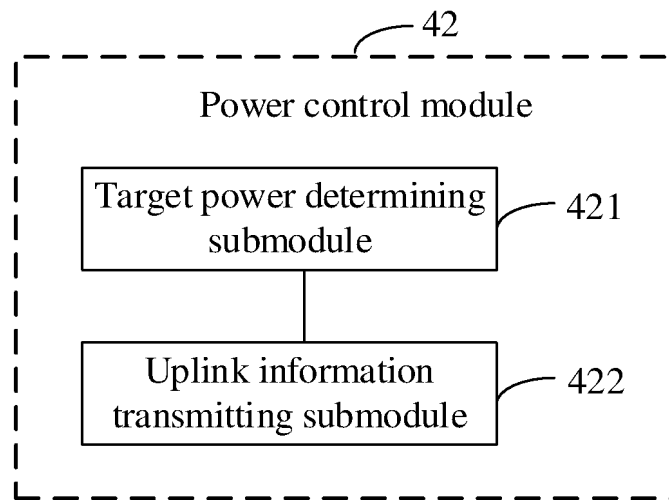 42
Power control module
Target power determining
submodule
421
Uplink information
transmitting submodule
422